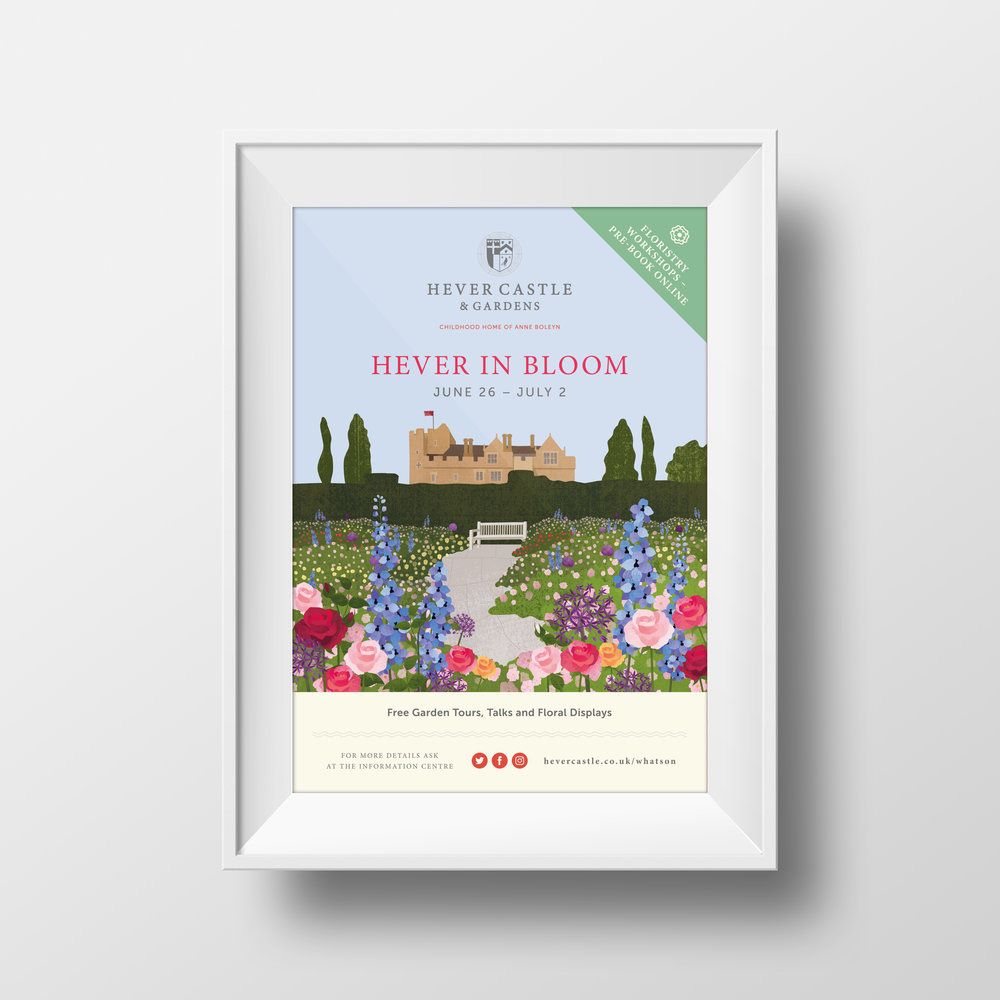 HEVER CASTLE
& GARDENS
CHILDHOOD HOME OF ANNE BOLEYN
FLORISTRY
WORKSHOPS –
PRE-BOOK ONLINE
HEVER IN BLOOM
JUNE 26 – JULY 2
Free Garden Tours, Talks and Floral Displays
FOR MORE DETAILS ASK
AT THE INFORMATION CENTRE
hevercastle.co.uk/whatson